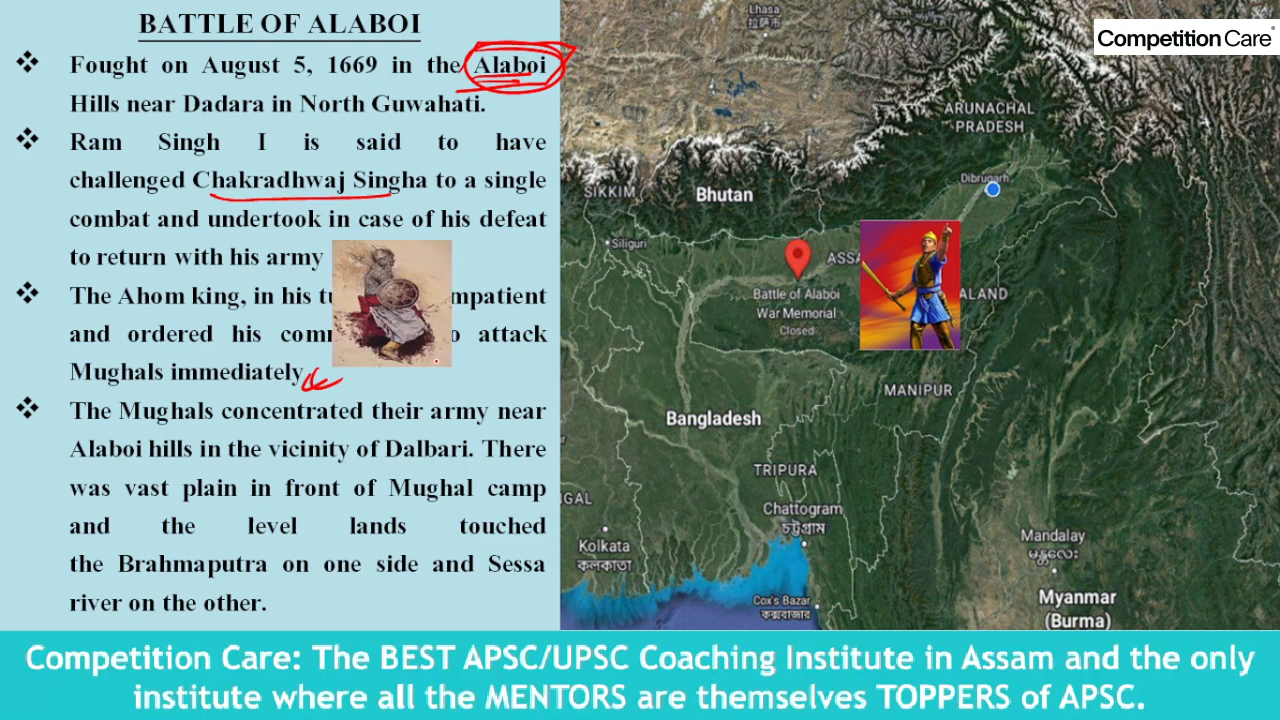 BATTLE OF ALABOI
❖ Fought on August 5, 1669 in the Alaboi
Hills near Dadara in North Guwahati.
❖ Ram Singh I is said to have
challenged Chakradhwaj Singha to a single
combat and undertook in case of his defeat
to return with his army
❖ The Ahom king, in his
and ordered his attack
Mughals immediately
❖ The Mughals concentrated their army near
Alaboi hills in the vicinity of Dalbari. There
was vast plain in front of Mughal camp
and the level lands touched
the Brahmaputra on one side and Sessa
river on the other.
Competition Care
Lhasa
拉萨市
ARUNACHAL
PRADESH
Dibrugarh
SIKKIM
Bhutan
Siliguri
Battle of Alaboi
War Memorial
Closed
MANIPUR
Bangladesh
TRIPURA
Chattogram
চট্টগ্রাম
Kolkata
কলকাতা
Mandalay
မန္တလေး
Cox's Bazar
কক্সবাজার
Myanmar
(Burma)
Competition Care: The BEST APSC/UPSC Coaching Institute in Assam and the only
institute where all the MENTORS are themselves TOPPERS of APSC.